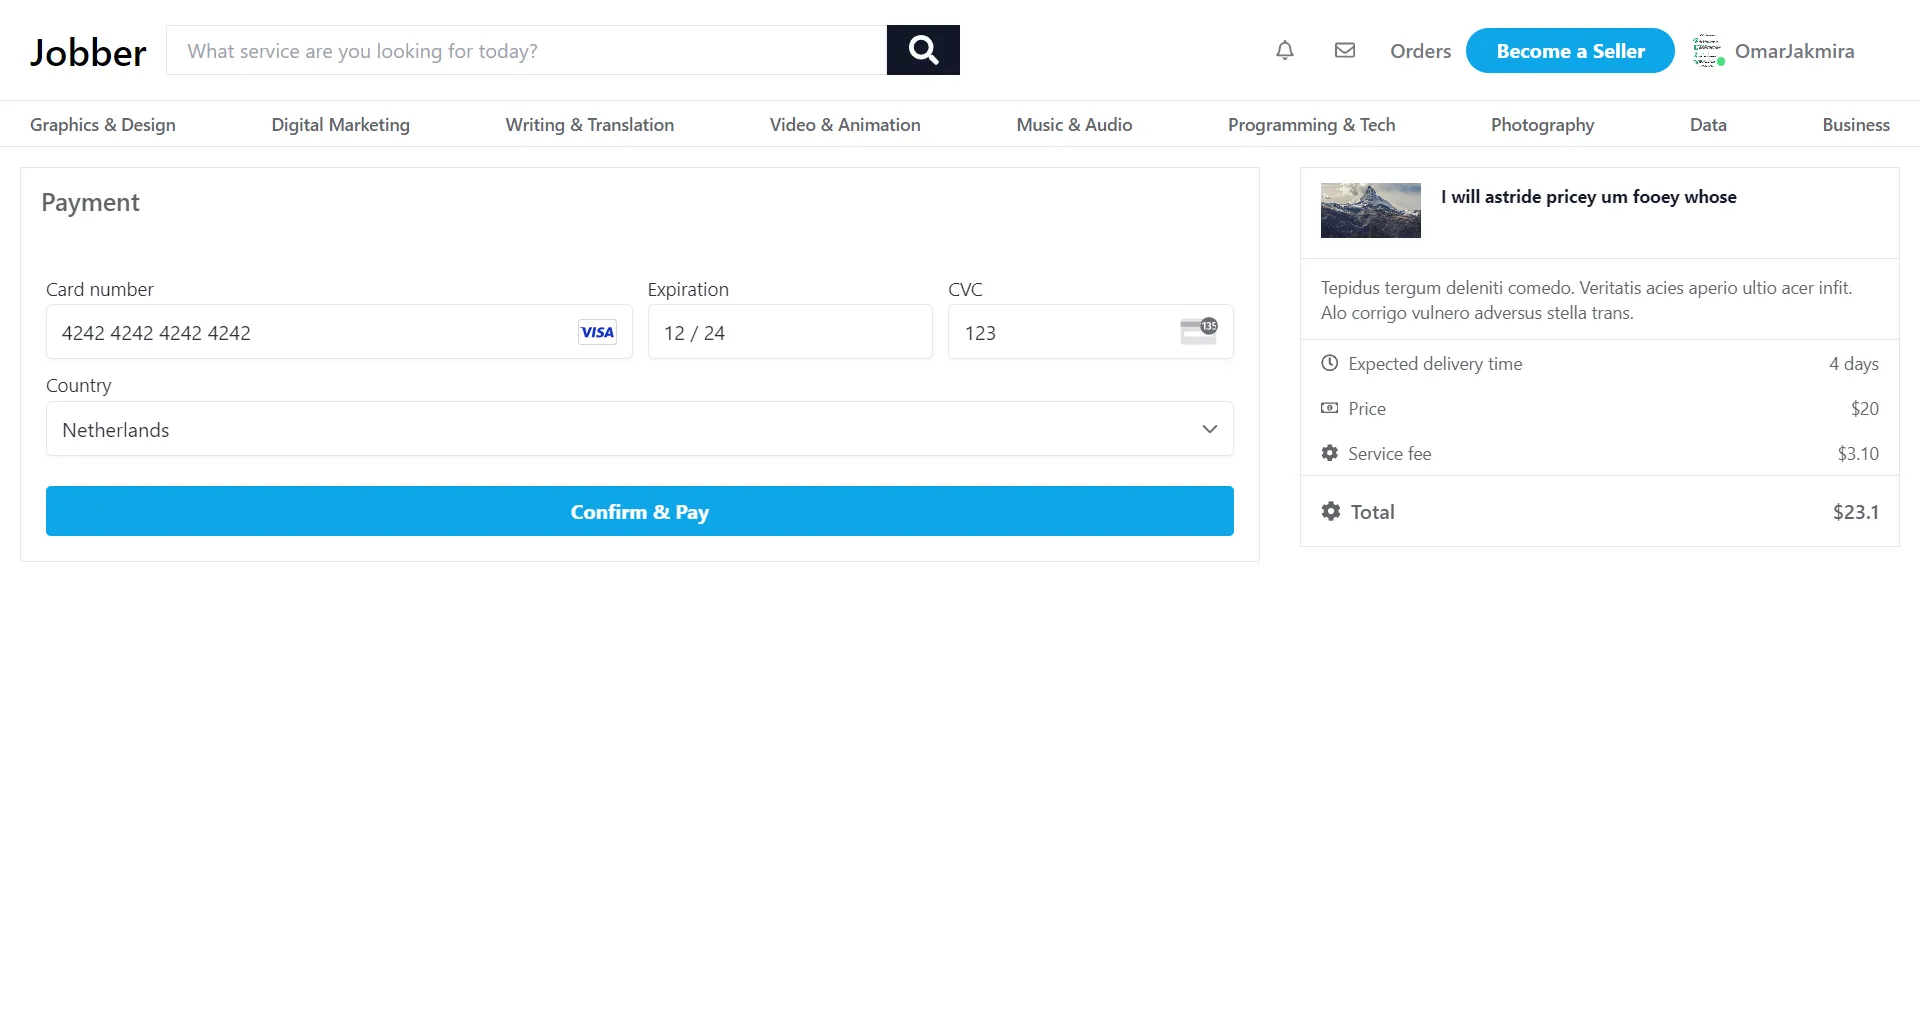 Jobber
What service are you looking for today?
Orders
Become a Seller
OmarJakmira
Graphics & Design
Digital Marketing
Writing & Translation
Video & Animation
Music & Audio
Programming & Tech
Photography
Data
Business
Payment
Card number
Expiration
CVC
4242 4242 4242 4242
VISA
12 / 24
123
135
Country
Netherlands
Confirm & Pay
I will astride pricey um fooey whose
Tepidus tergum deleniti comedo. Veritatis acies aperio ultio acer infit.
Alo corrigo vulnero adversus stella trans.
Expected delivery time 4 days
Price $20
Service fee $3.10
Total $23.1